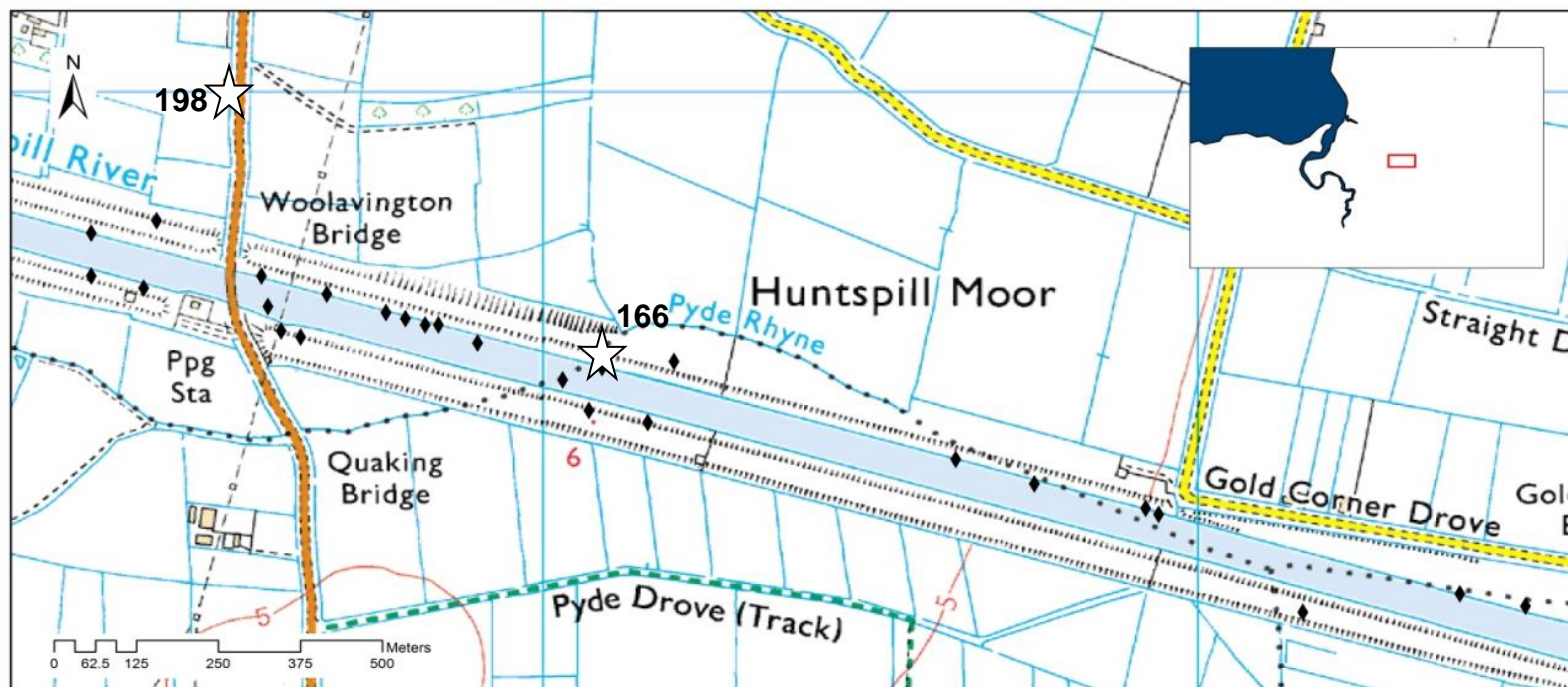 N
198
pill River
Woolavington
Bridge
166
Pyde Rhyne
Huntspill Moor
Straight D
Ppg
Sta
6
Quaking
Bridge
Gold Corner Drove
Gol
B
Pyde Drove (Track)
5
5
0 62.5 125 250 375 500 Meters